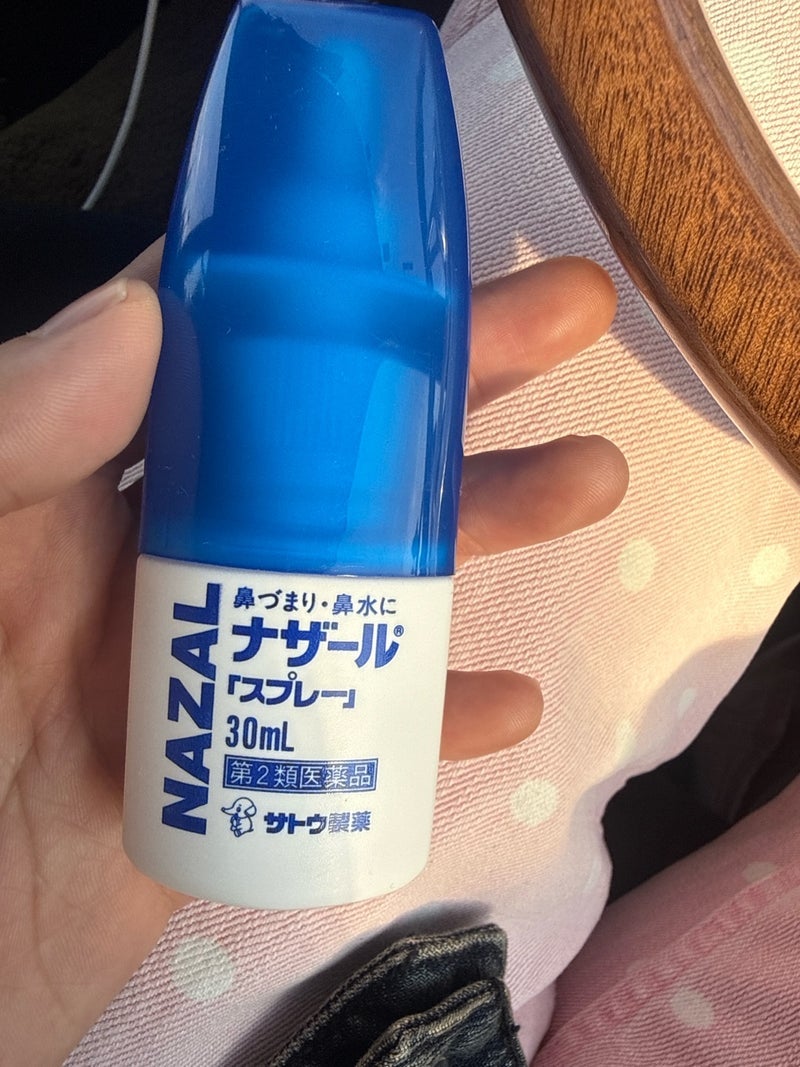 NAZAL
鼻づまり・鼻水に
ナザール®
「スプレー」
30mL
第2類医薬品
サトウ製薬